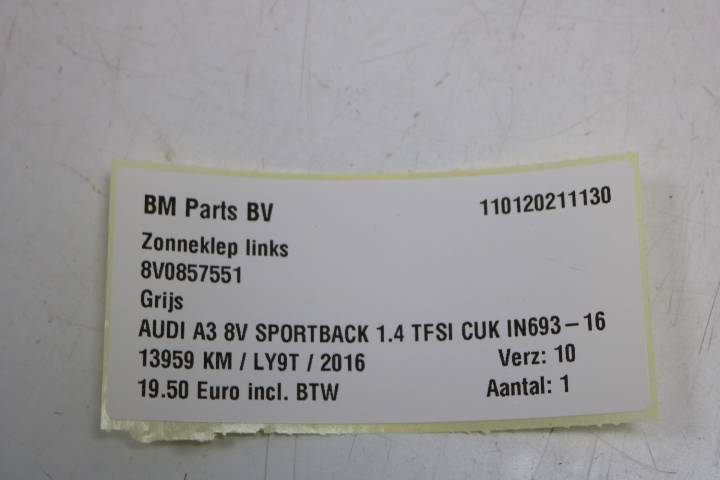 BM Parts BV 110120211130
Zonneklep links
8V0857551
Grijs
AUDI A3 8V SPORTBACK 1.4 TFSI CUK IN693-16
13959 KM / LY9T / 2016 Verz: 10
19.50 Euro incl. BTW Aantal: 1